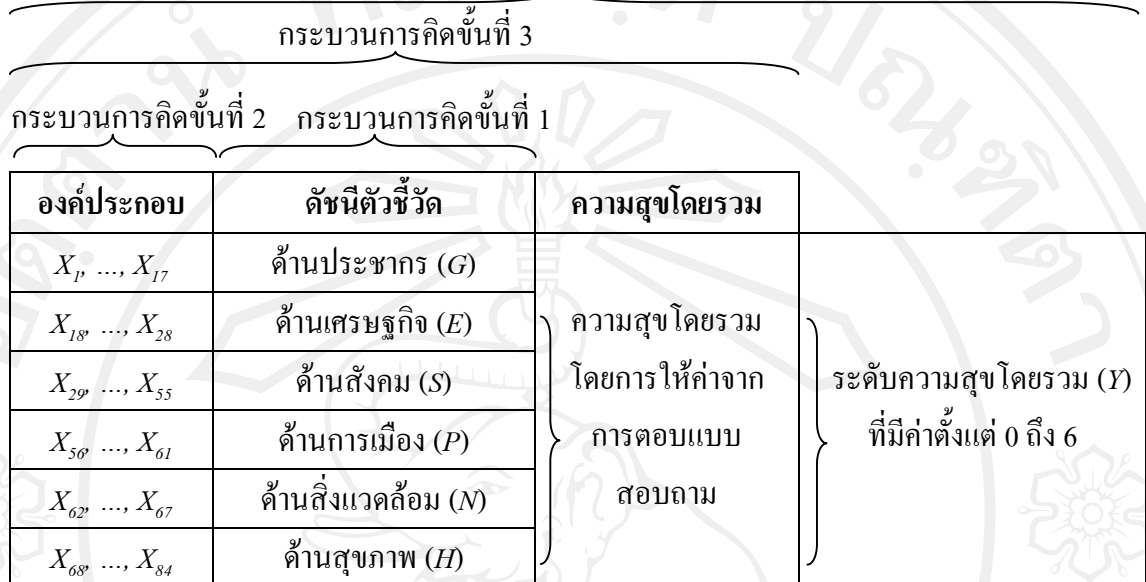 กระบวนการคิดขั้นที่ 3
กระบวนการคิดขั้นที่ 2 กระบวนการคิดขั้นที่ 1
องค์ประกอบ ดัชนีตัวชี้วัด ความสุขโดยรวม
X1, ..., X17 ด้านประชากร (G)
X18, ..., X28 ด้านเศรษฐกิจ (E) ความสุขโดยรวม
X29, ..., X55 ด้านสังคม (S) โดยการให้ค่าจาก ระดับความสุขโดยรวม (Y)
X56, ..., X61 ด้านการเมือง (P) การตอบแบบ ที่มีค่าตั้งแต่ 0 ถึง 6
X62, ..., X67 ด้านสิ่งแวดล้อม (N) สอบถาม
X68, ..., X84 ด้านสุขภาพ (H)